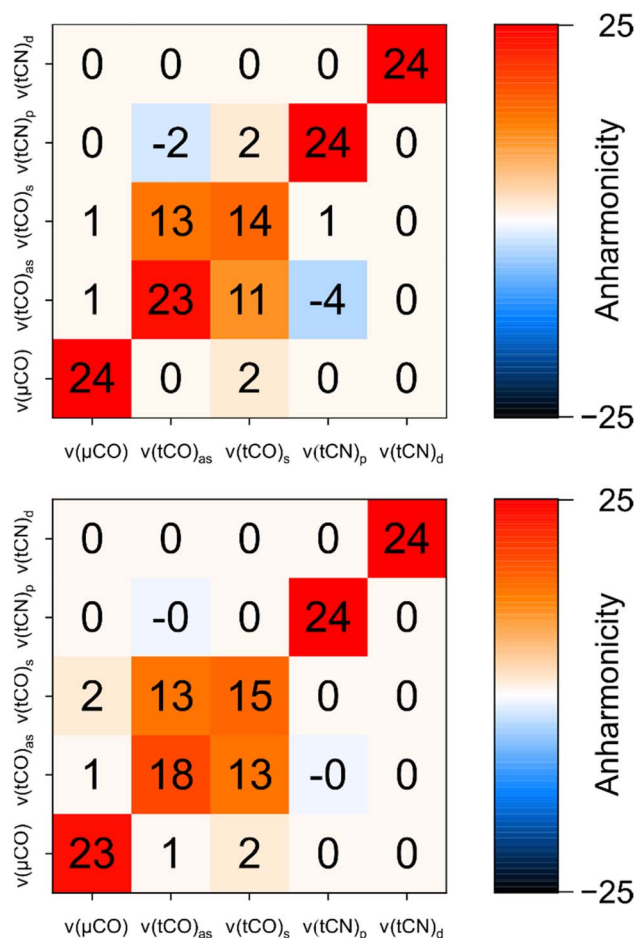 25
ν(tCN)d 0 0 0 0 24
ν(tCN)p 0 -2 2 24 0
ν(tCO)s 1 13 14 1 0
ν(tCO)as 1 23 11 -4 0
ν(μCO) 24 0 2 0 0
Anharmonicity
−25
ν(μCO) ν(tCO)as ν(tCO)s ν(tCN)p ν(tCN)d
25
ν(tCN)d 0 0 0 0 24
ν(tCN)p 0 -0 0 24 0
ν(tCO)s 2 13 15 0 0
ν(tCO)as 1 18 13 -0 0
ν(μCO) 23 1 2 0 0
Anharmonicity
−25
ν(μCO) ν(tCO)as ν(tCO)s ν(tCN)p ν(tCN)d